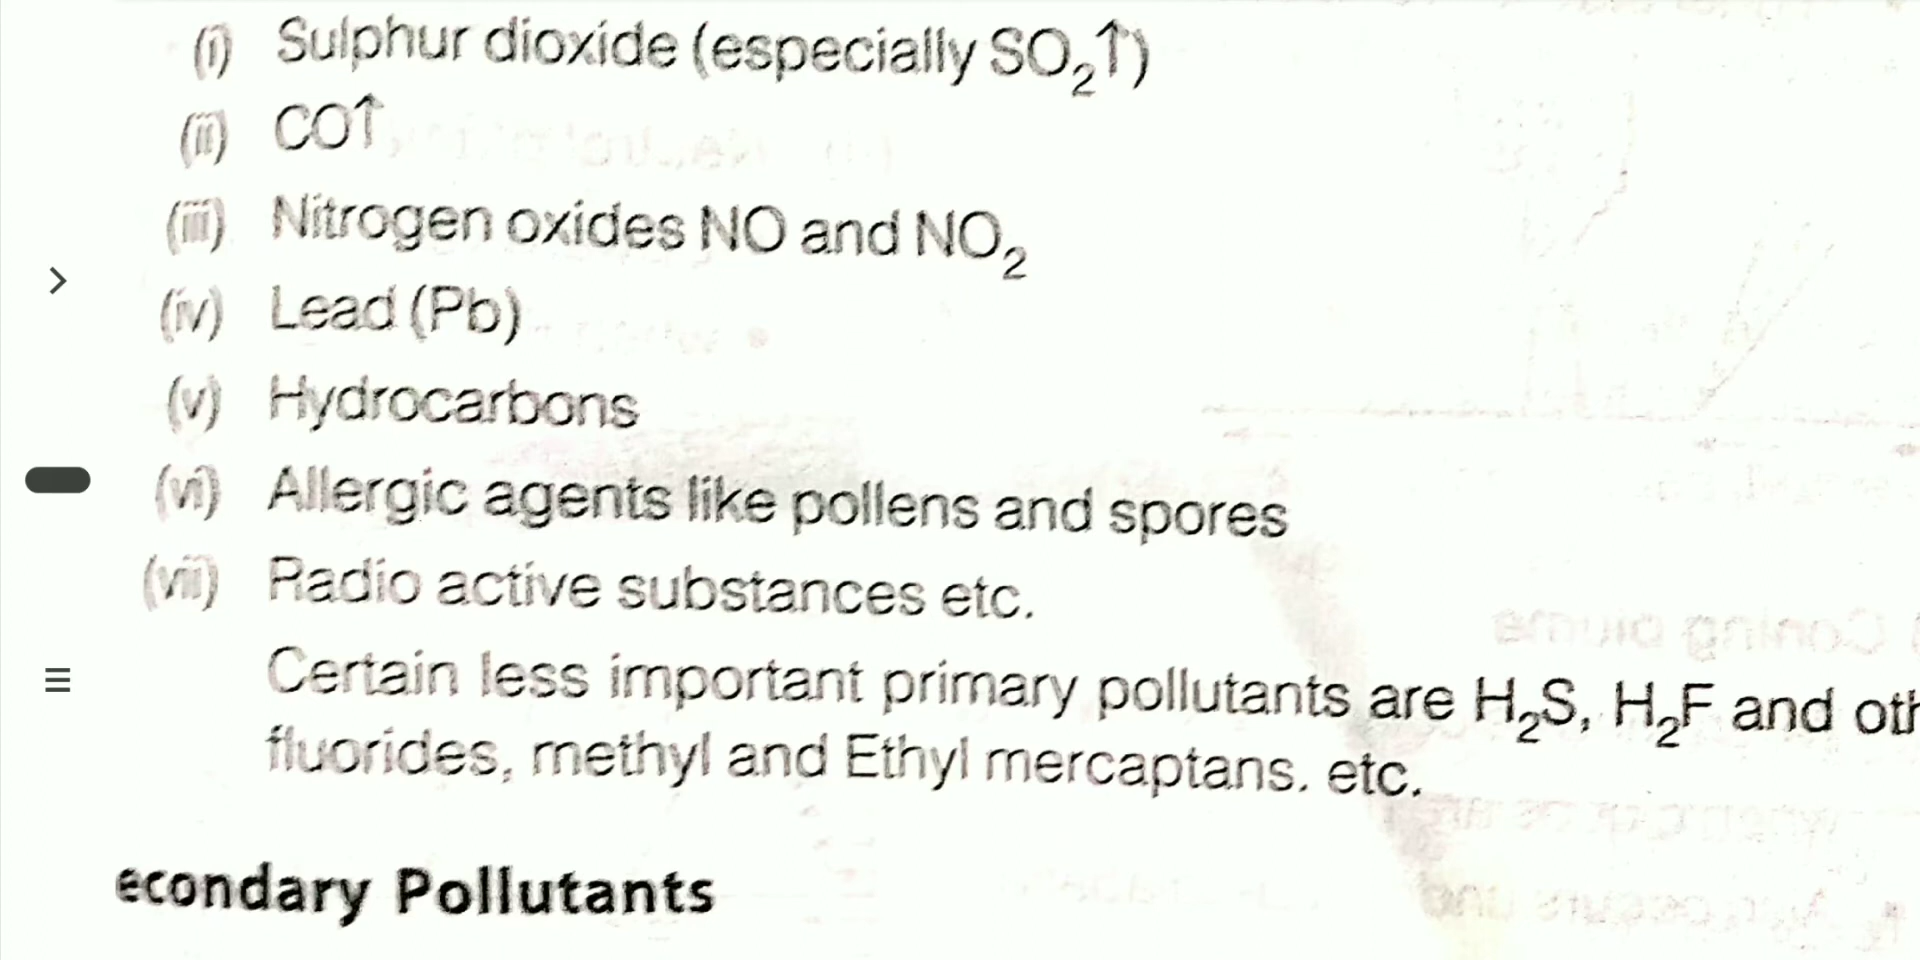 (i) Sulphur dioxide (especially SO₂↑)
(ii) CO↑
(iii) Nitrogen oxides NO and NO₂
(iv) Lead (Pb)
(v) Hydrocarbons
(vi) Allergic agents like pollens and spores
(vii) Radio active substances etc.
Certain less important primary pollutants are H₂S, H₂F and oth
fluorides, methyl and Ethyl mercaptans. etc.
econdary Pollutants